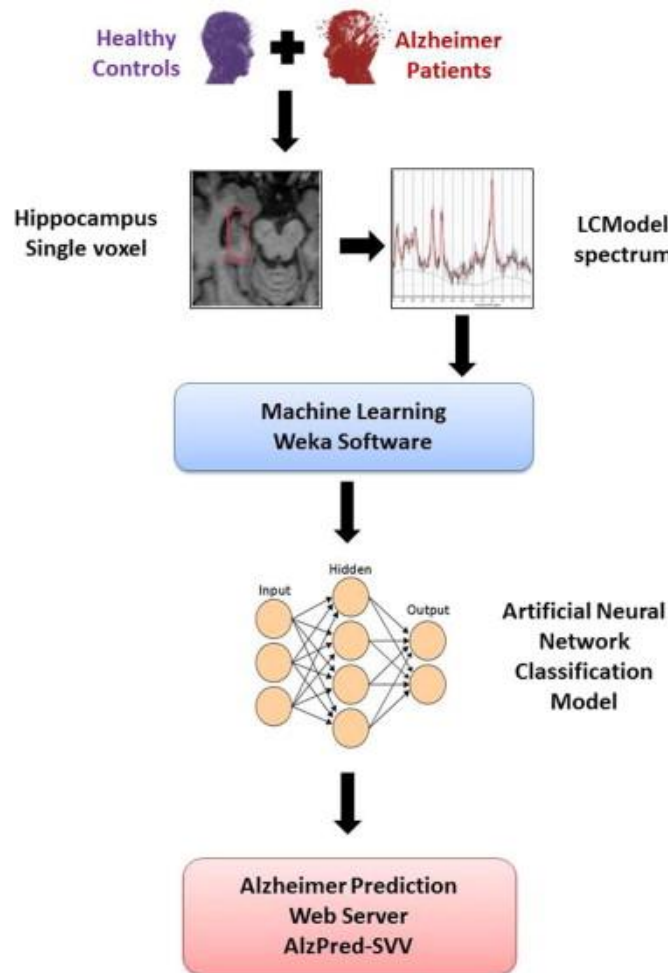 Healthy
Controls
Alzheimer
Patients
Hippocampus
Single voxel
LCModel
spectrum
Machine Learning
Weka Software
Input
Hidden
Output
Artificial Neural
Network
Classification
Model
Alzheimer Prediction
Web Server
AlzPred-SVV